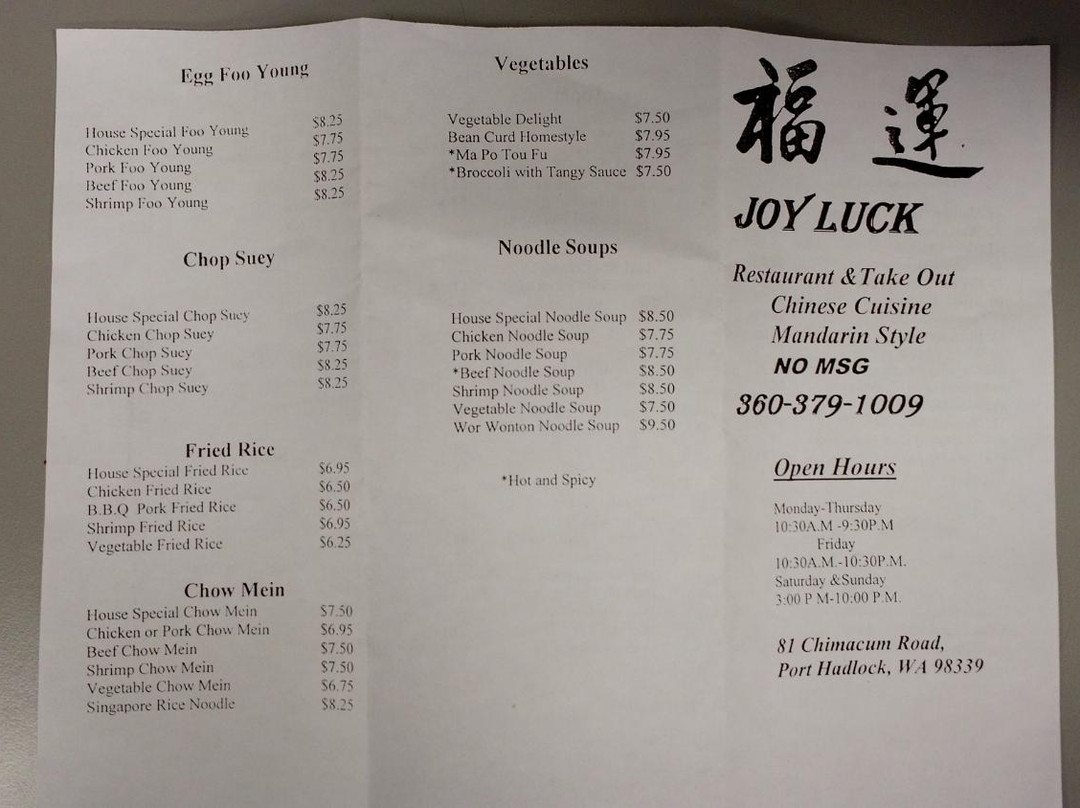 Egg Foo Young
House Special Foo Young $8.25
Chicken Foo Young $7.75
Pork Foo Young $7.75
Beef Foo Young $8.25
Shrimp Foo Young $8.25
Chop Suey
House Special Chop Suey $8.25
Chicken Chop Suey $7.75
Pork Chop Suey $7.75
Beef Chop Suey $8.25
Shrimp Chop Suey $8.25
Fried Rice
House Special Fried Rice $6.95
Chicken Fried Rice $6.50
B.B.Q Pork Fried Rice $6.50
Shrimp Fried Rice $6.95
Vegetable Fried Rice $6.25
Chow Mein
House Special Chow Mein $7.50
Chicken or Pork Chow Mein $6.95
Beef Chow Mein $7.50
Shrimp Chow Mein $7.50
Vegetable Chow Mein $6.75
Singapore Rice Noodle $8.25
Vegetables
Vegetable Delight $7.50
Bean Curd Homestyle $7.95
*Ma Po Tou Fu $7.95
*Broccoli with Tangy Sauce $7.50
Noodle Soups
House Special Noodle Soup $8.50
Chicken Noodle Soup $7.75
Pork Noodle Soup $7.75
*Beef Noodle Soup $8.50
Shrimp Noodle Soup $8.50
Vegetable Noodle Soup $7.50
Wor Wonton Noodle Soup $9.50
*Hot and Spicy
福 運
JOY LUCK
Restaurant & Take Out
Chinese Cuisine
Mandarin Style
NO MSG
360-379-1009
Open Hours
Monday-Thursday
10:30A.M -9:30P.M
Friday
10:30A.M.-10:30P.M.
Saturday &Sunday
3:00 P M-10:00 P.M.
81 Chimacum Road,
Port Hadlock, WA 98339